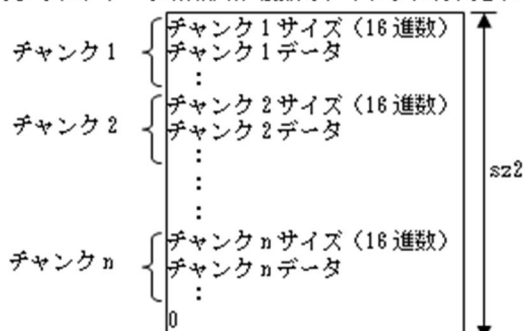 チャンク1
チャンク1サイズ（16進数）
チャンク1データ
：
チャンク2
チャンク2サイズ（16進数）
チャンク2データ
：
：
：
sz2
チャンクn
チャンクnサイズ（16進数）
チャンクnデータ
：
0